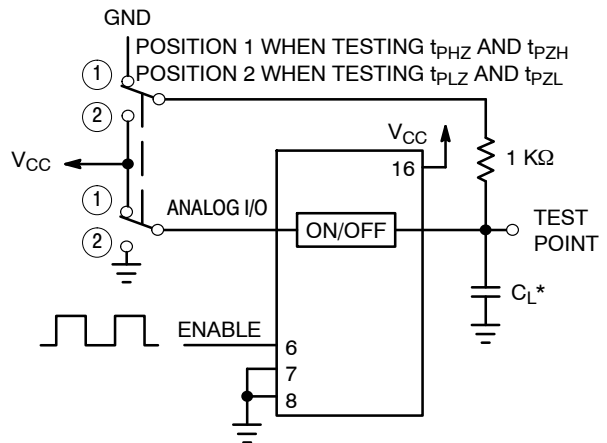 GND
POSITION 1 WHEN TESTING tPHZ AND tPZH
1 POSITION 2 WHEN TESTING tPLZ AND tPZL
2
VCC
VCC
16
1 KΩ
1
ANALOG I/O
ON/OFF
TEST
POINT
2
CL*
ENABLE
6
7
8